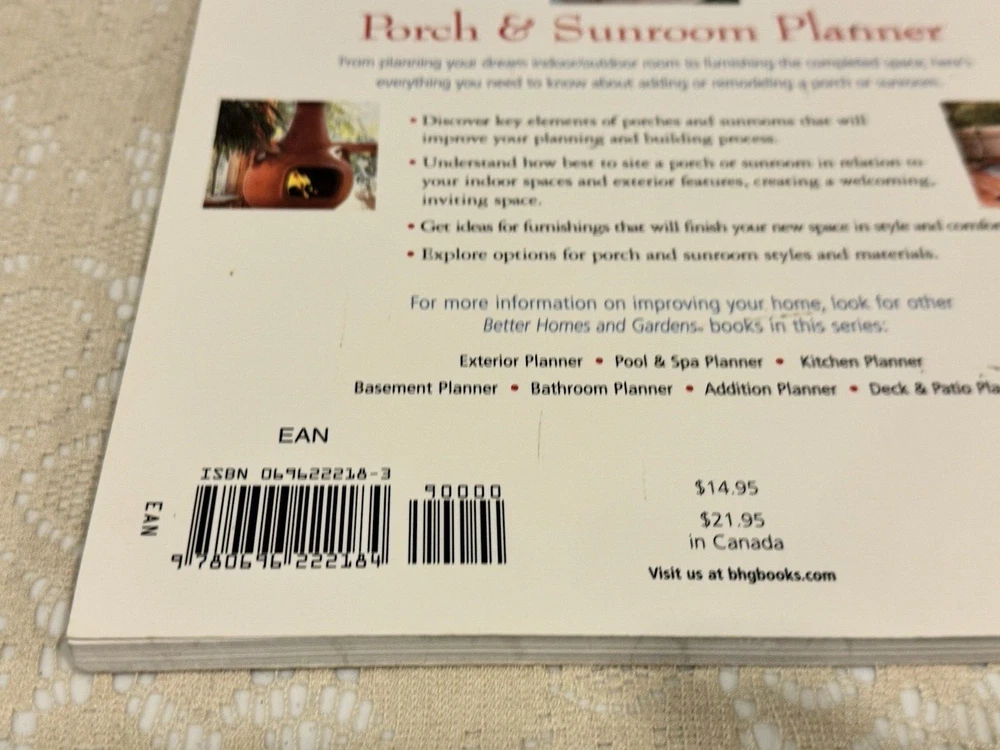 Porch & Sunroom Planner
From planning your dream indoor/outdoor room to furnishing the completed space, here's
everything you need to know about adding or remodeling a porch or sunroom.
• Discover key elements of porches and sunrooms that will
improve your planning and building process.
• Understand how best to site a porch or sunroom in relation to
your indoor spaces and exterior features, creating a welcoming,
inviting space.
• Get ideas for furnishings that will finish your new space in style and comfor
• Explore options for porch and sunroom styles and materials.
For more information on improving your home, look for other
Better Homes and Gardens® books in this series:
Exterior Planner • Pool & Spa Planner • Kitchen Planner
Basement Planner • Bathroom Planner • Addition Planner • Deck & Patio Pla
EAN
ISBN 069622218-3
90000
EAN
9 780696 222184
$14.95
$21.95
in Canada
Visit us at bhgbooks.com